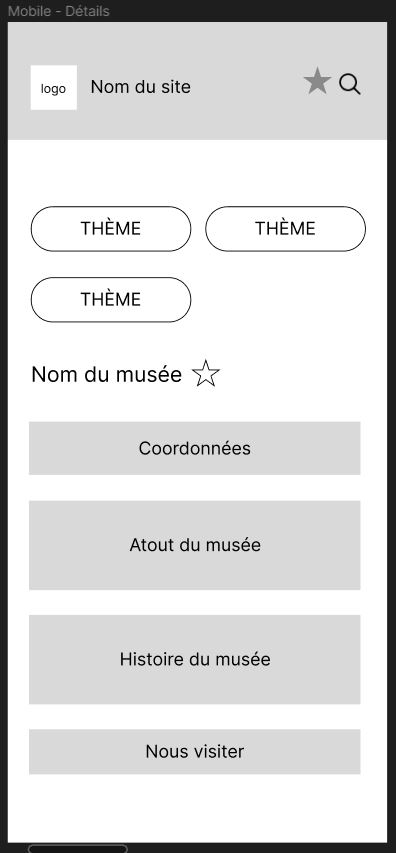 Mobile - Détails
logo
Nom du site
THÈME
THÈME
THÈME
Nom du musée
Coordonnées
Atout du musée
Histoire du musée
Nous visiter